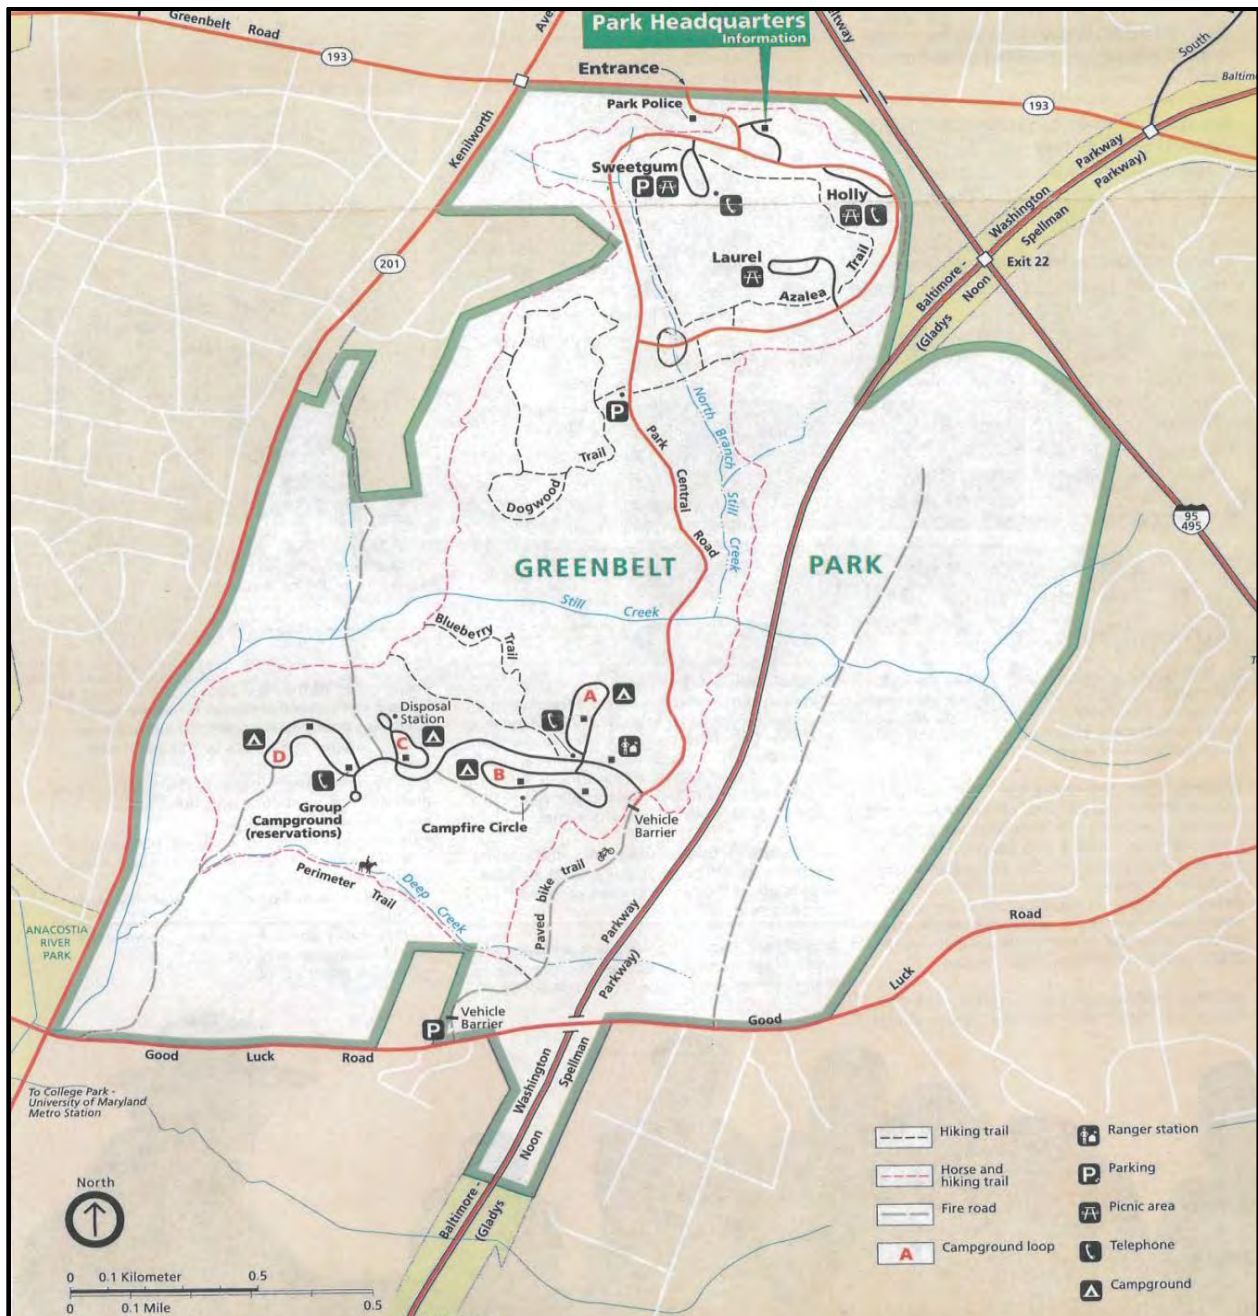 Greenbelt Road
193
Ave
Park Headquarters
Information
Entrance
Park Police
Kenilworth
201
South
193
Washington Parkway
Spellman Parkway)
Exit 22
Baltimore -
(Gladys Noon
Sweetgum
P
Holly
Laurel
Azalea
Trail
P
Park
Central
Road
North
Branch
Still
Creek
Dogwood
Trail
95
495
GREENBELT PARK
Still Creek
Blueberry
Trail
A
Disposal
Station
C
D
B
Group
Campground
(reservations)
Campfire Circle
Vehicle
Barrier
Perimeter
Trail
Deep
Creek
Paved bike trail
Parkway
Parkway)
Road
Luck
Good
ANACOSTIA
RIVER
PARK
P
Vehicle
Barrier
Good Luck Road
Washington
Spellman
Noon
Baltimore -
(Gladys
To College Park -
University of Maryland
Metro Station
North
0 0.1 Kilometer 0.5
0 0.1 Mile 0.5
Hiking trail
Horse and
hiking trail
Fire road
A Campground loop
Ranger station
P Parking
Picnic area
Telephone
Campground